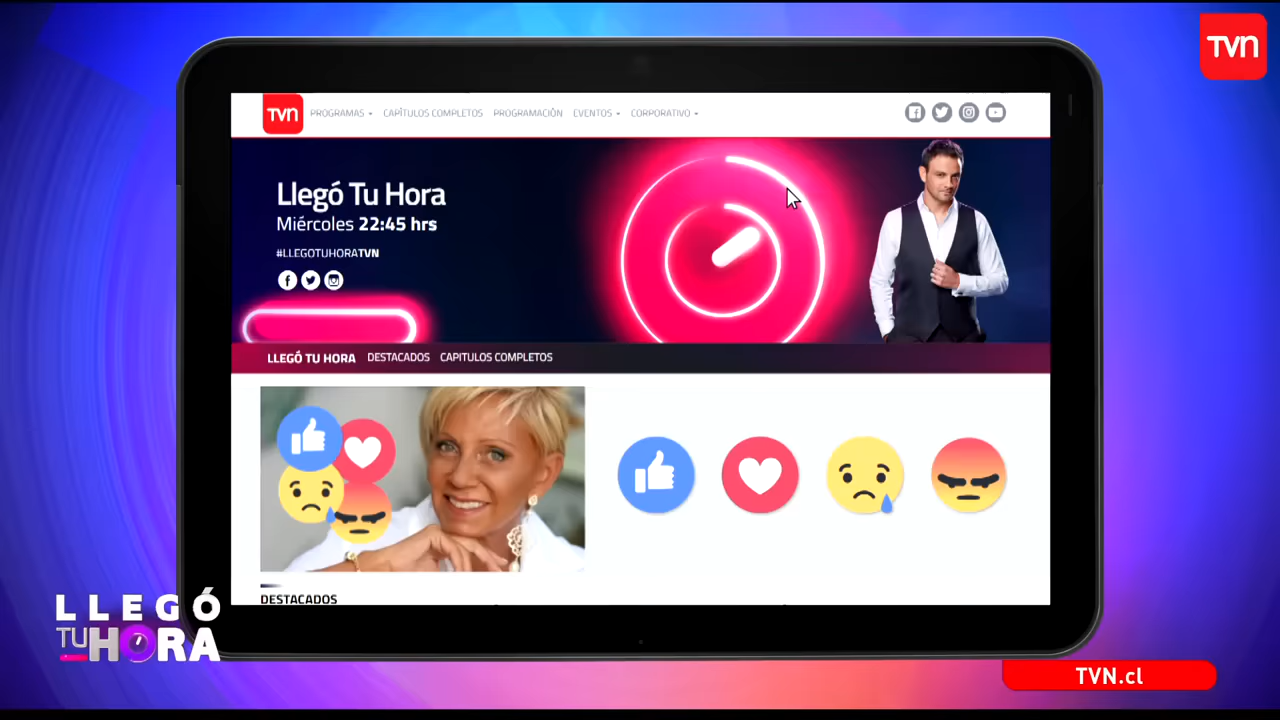 TVN
TVN
PROGRAMAS
CAPÍTULOS COMPLETOS
PROGRAMACIÓN
EVENTOS
CORPORATIVO
Llegó Tu Hora
Miércoles 22:45 hrs
#LLEGOTUHORATVN
LLEGÓ TU HORA
DESTACADOS
CAPITULOS COMPLETOS
DESTACADOS
LLEGÓ
TU HORA
TVN.cl